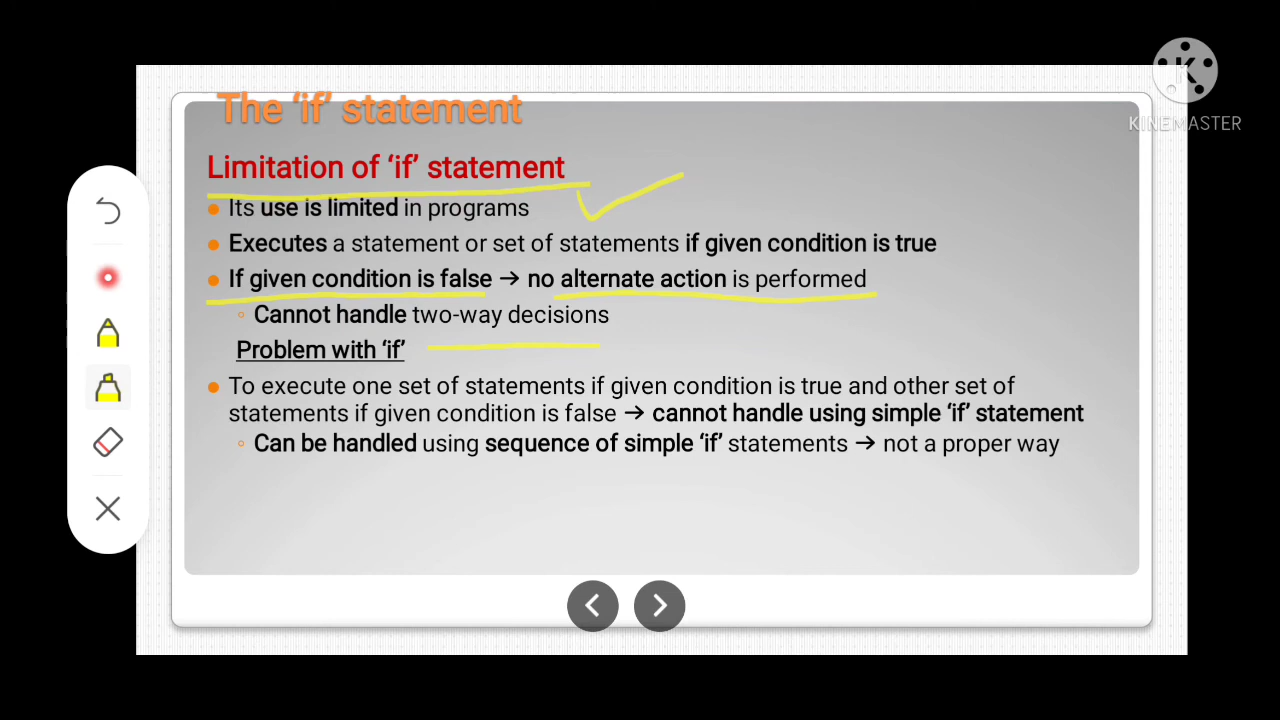 The ‘if’ statement
KINEMASTER
Limitation of ‘if’ statement
Its use is limited in programs
Executes a statement or set of statements if given condition is true
If given condition is false → no alternate action is performed
Cannot handle two-way decisions
Problem with ‘if’
To execute one set of statements if given condition is true and other set of
statements if given condition is false → cannot handle using simple ‘if’ statement
Can be handled using sequence of simple ‘if’ statements → not a proper way